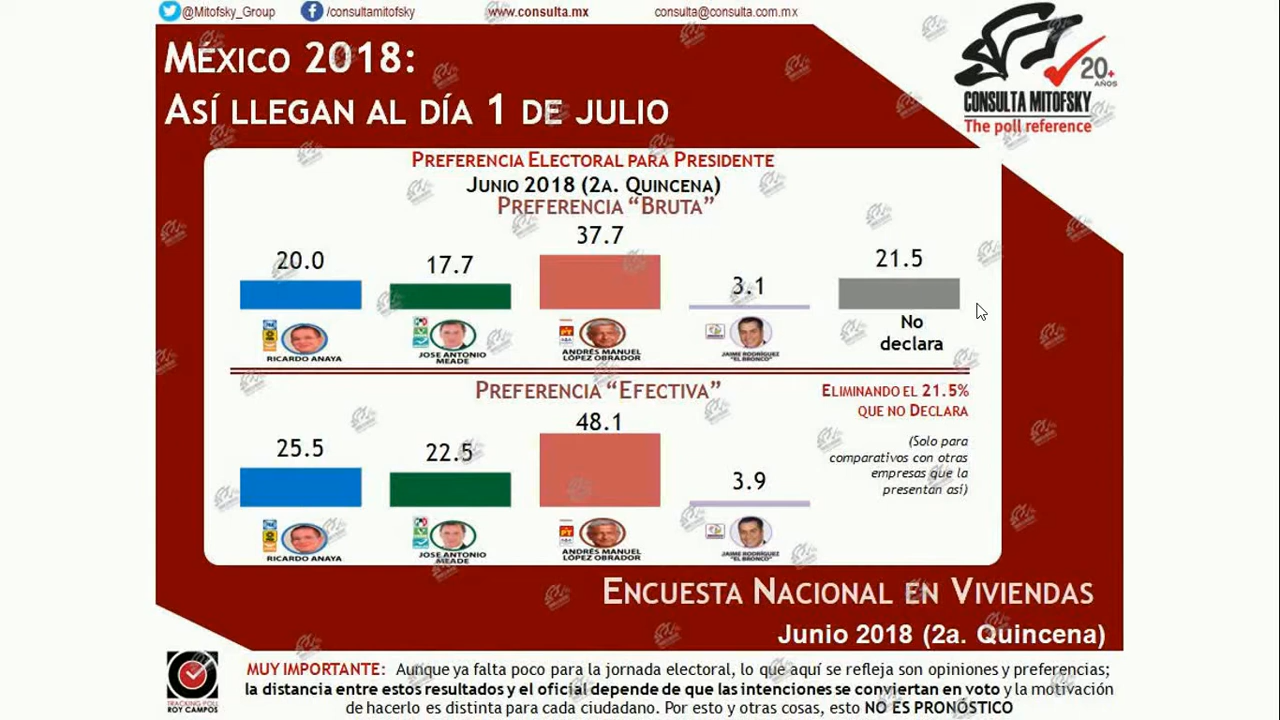 @Mitofsky_Group /consultamitofsky www.consulta.mx consulta@consulta.com.mx
MÉXICO 2018:
ASÍ LLEGAN AL DÍA 1 DE JULIO
20+
AÑOS
CONSULTA MITOFSKY
The poll reference
PREFERENCIA ELECTORAL PARA PRESIDENTE
JUNIO 2018 (2A. QUINCENA)
PREFERENCIA “BRUTA”
20.0 17.7 37.7 3.1 21.5
RICARDO ANAYA
JOSE ANTONIO
MEADE
ANDRÉS MANUEL
LÓPEZ OBRADOR
JAIME RODRÍGUEZ
"EL BRONCO"
No
declara
PREFERENCIA “EFECTIVA”
ELIMINANDO EL 21.5%
QUE NO DECLARA
25.5 22.5 48.1 3.9
(Solo para
comparativos con otras
empresas que la
presentan así)
PT
RICARDO ANAYA
JOSE ANTONIO
MEADE
ANDRÉS MANUEL
LÓPEZ OBRADOR
JAIME RODRÍGUEZ
"EL BRONCO"
ENCUESTA NACIONAL EN VIVIENDAS
Junio 2018 (2a. Quincena)
TRACKING POLL
ROY CAMPOS
MUY IMPORTANTE: Aunque ya falta poco para la jornada electoral, lo que aquí se refleja son opiniones y preferencias;
la distancia entre estos resultados y el oficial depende de que las intenciones se conviertan en voto y la motivación
de hacerlo es distinta para cada ciudadano. Por esto y otras cosas, esto NO ES PRONÓSTICO